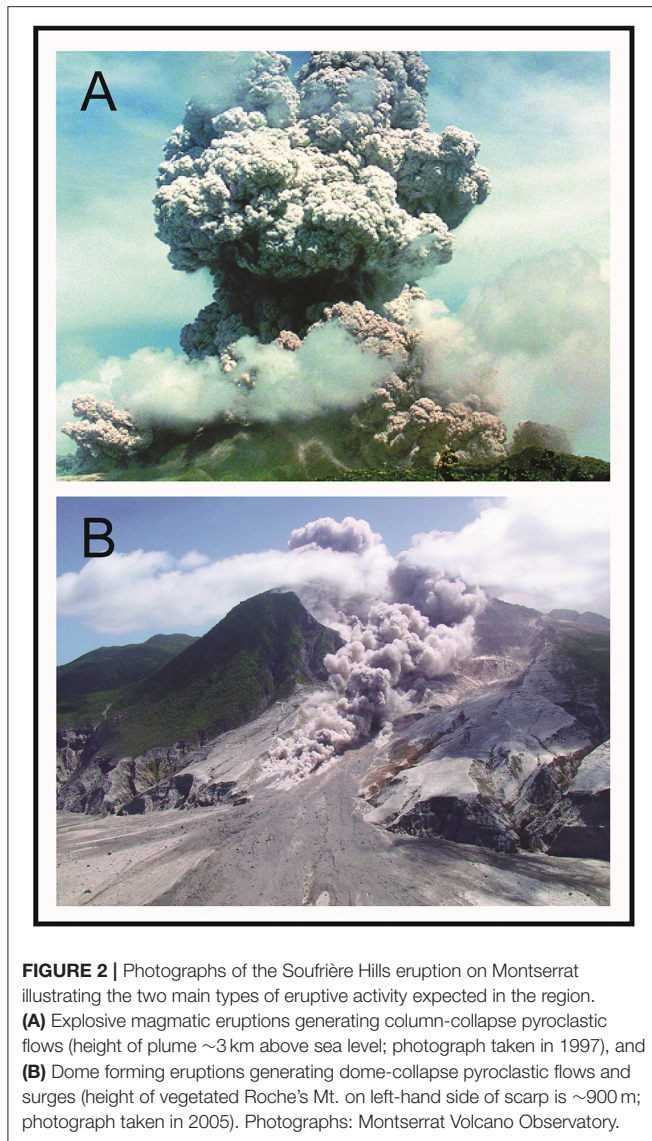 A
B
FIGURE 2 | Photographs of the Soufrière Hills eruption on Montserrat
illustrating the two main types of eruptive activity expected in the region.
(A) Explosive magmatic eruptions generating column-collapse pyroclastic
flows (height of plume ~3 km above sea level; photograph taken in 1997), and
(B) Dome forming eruptions generating dome-collapse pyroclastic flows and
surges (height of vegetated Roche's Mt. on left-hand side of scarp is ~900 m;
photograph taken in 2005). Photographs: Montserrat Volcano Observatory.